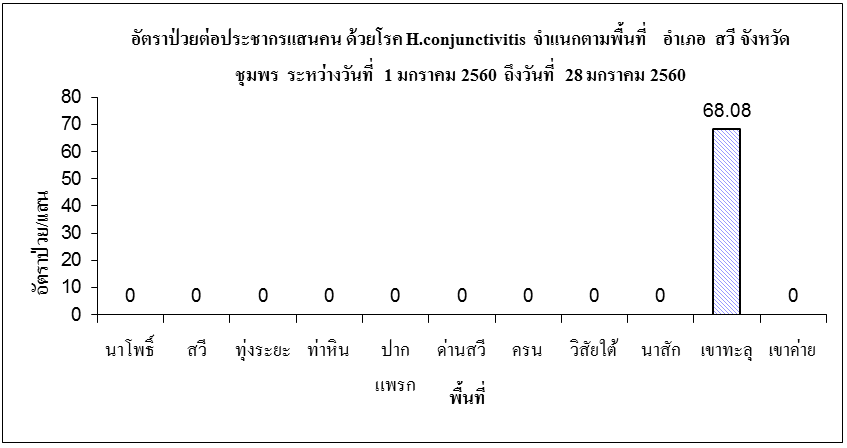 อัตราป่วยต่อประชากรแสนคน ด้วยโรค H.conjunctivitis จำแนกตามพื้นที่ อำเภอ สวี จังหวัด
ชุมพร ระหว่างวันที่ 1 มกราคม 2560 ถึงวันที่ 28 มกราคม 2560
อัตราป่วย/แสน
80
70
60
50
40
30
20
10
0
0 0 0 0 0 0 0 0 0 68.08 0
นาโพธิ์ สวี ทุ่งระยะ ท่าหิน ปาก ด่านสวี ครน วิสัยใต้ นาสัก เขาทะลุ เขาค่าย
แพรก
พื้นที่